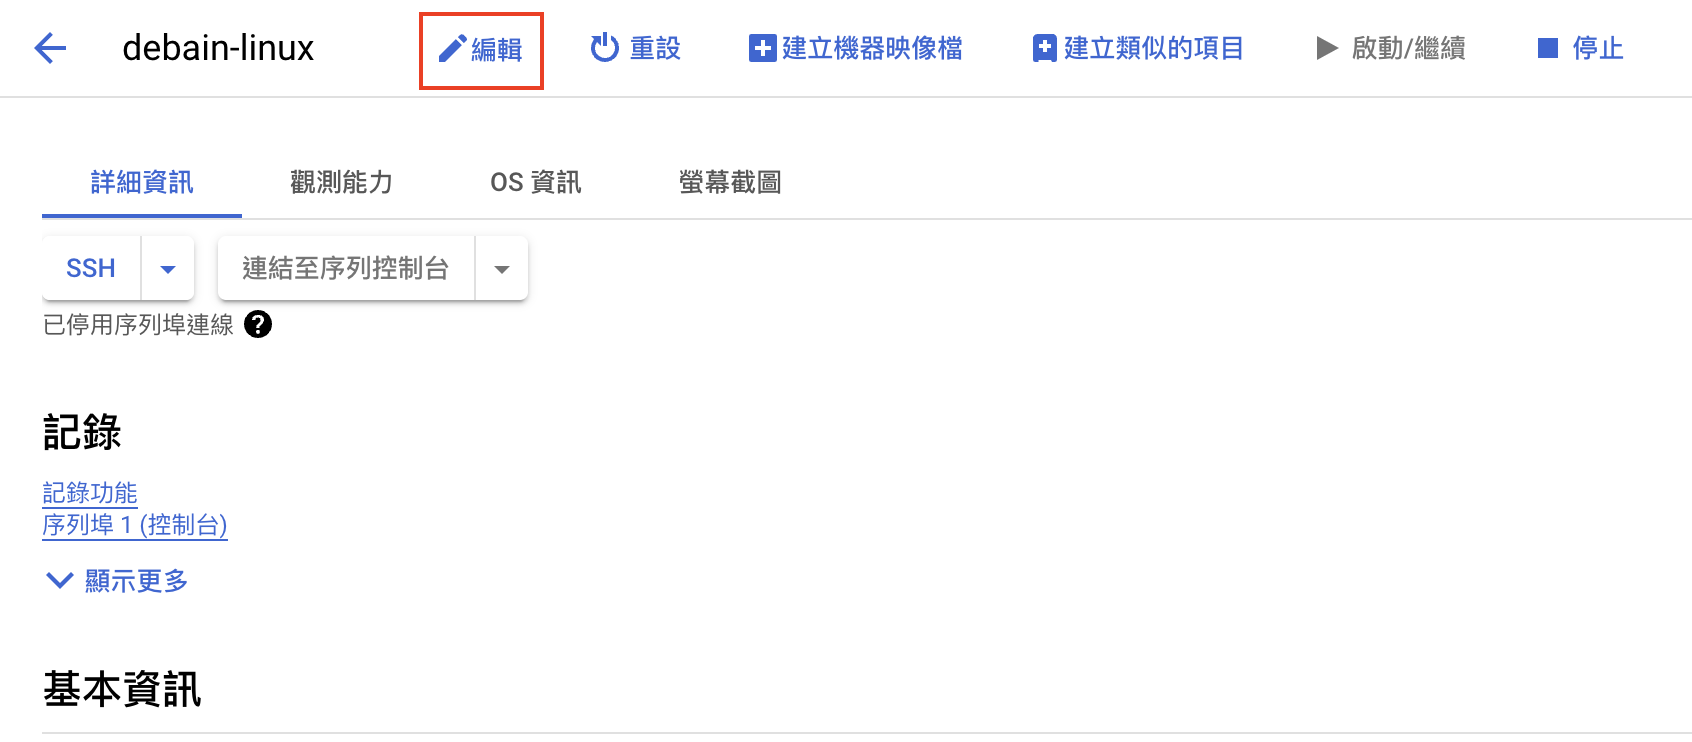 debain-linux 編輯 重設 建立機器映像檔 建立類似的項目 啟動/繼續 停止
詳細資訊 觀測能力 OS 資訊 螢幕截圖
SSH 連結至序列控制台
已停用序列埠連線 ?
記錄
記錄功能
序列埠 1 (控制台)
顯示更多
基本資訊